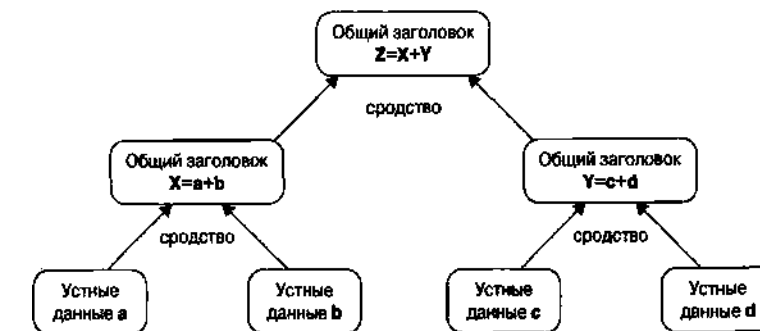 Общий заголовок
Z=X+Y
сродство
Общий заголовок
X=a+b
Общий заголовок
Y=c+d
сродство
сродство
Устные
данные a
Устные
данные b
Устные
данные c
Устные
данные d